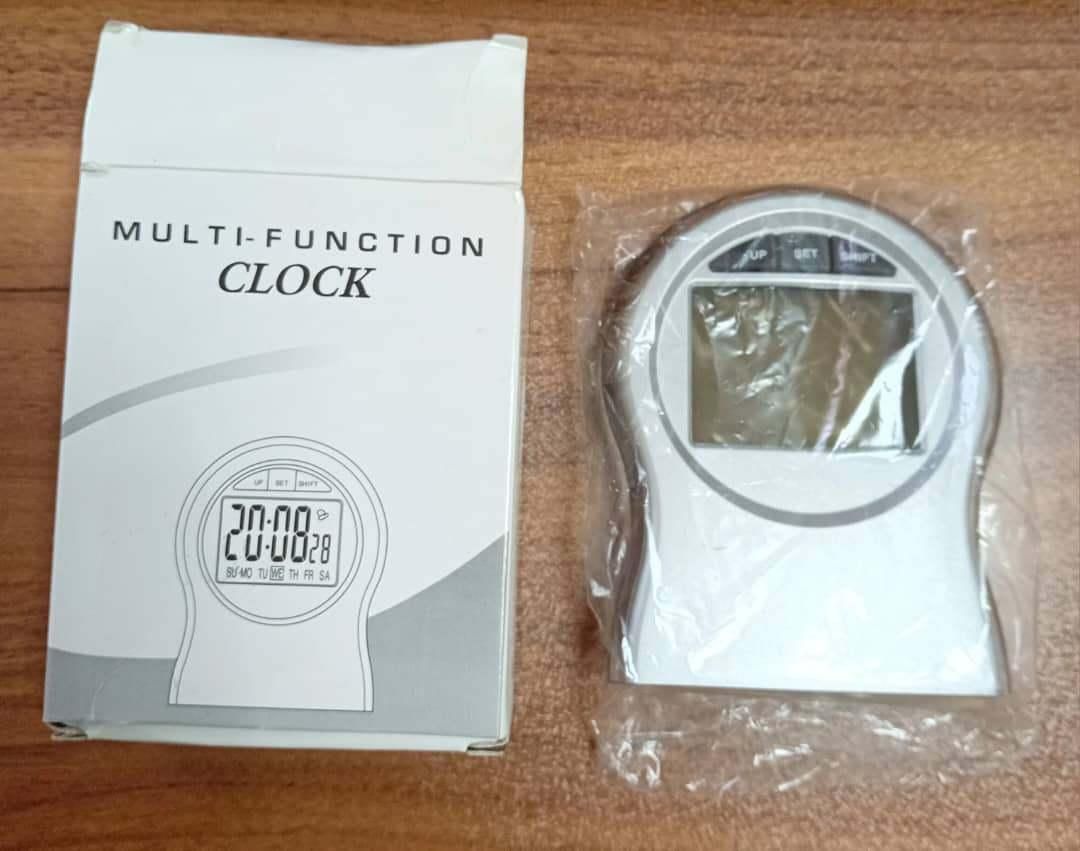 MULTI-FUNCTION
CLOCK
UP SET SHIFT
20:08 28
SU MO TU WE TH FR SA
UP SET SHIFT